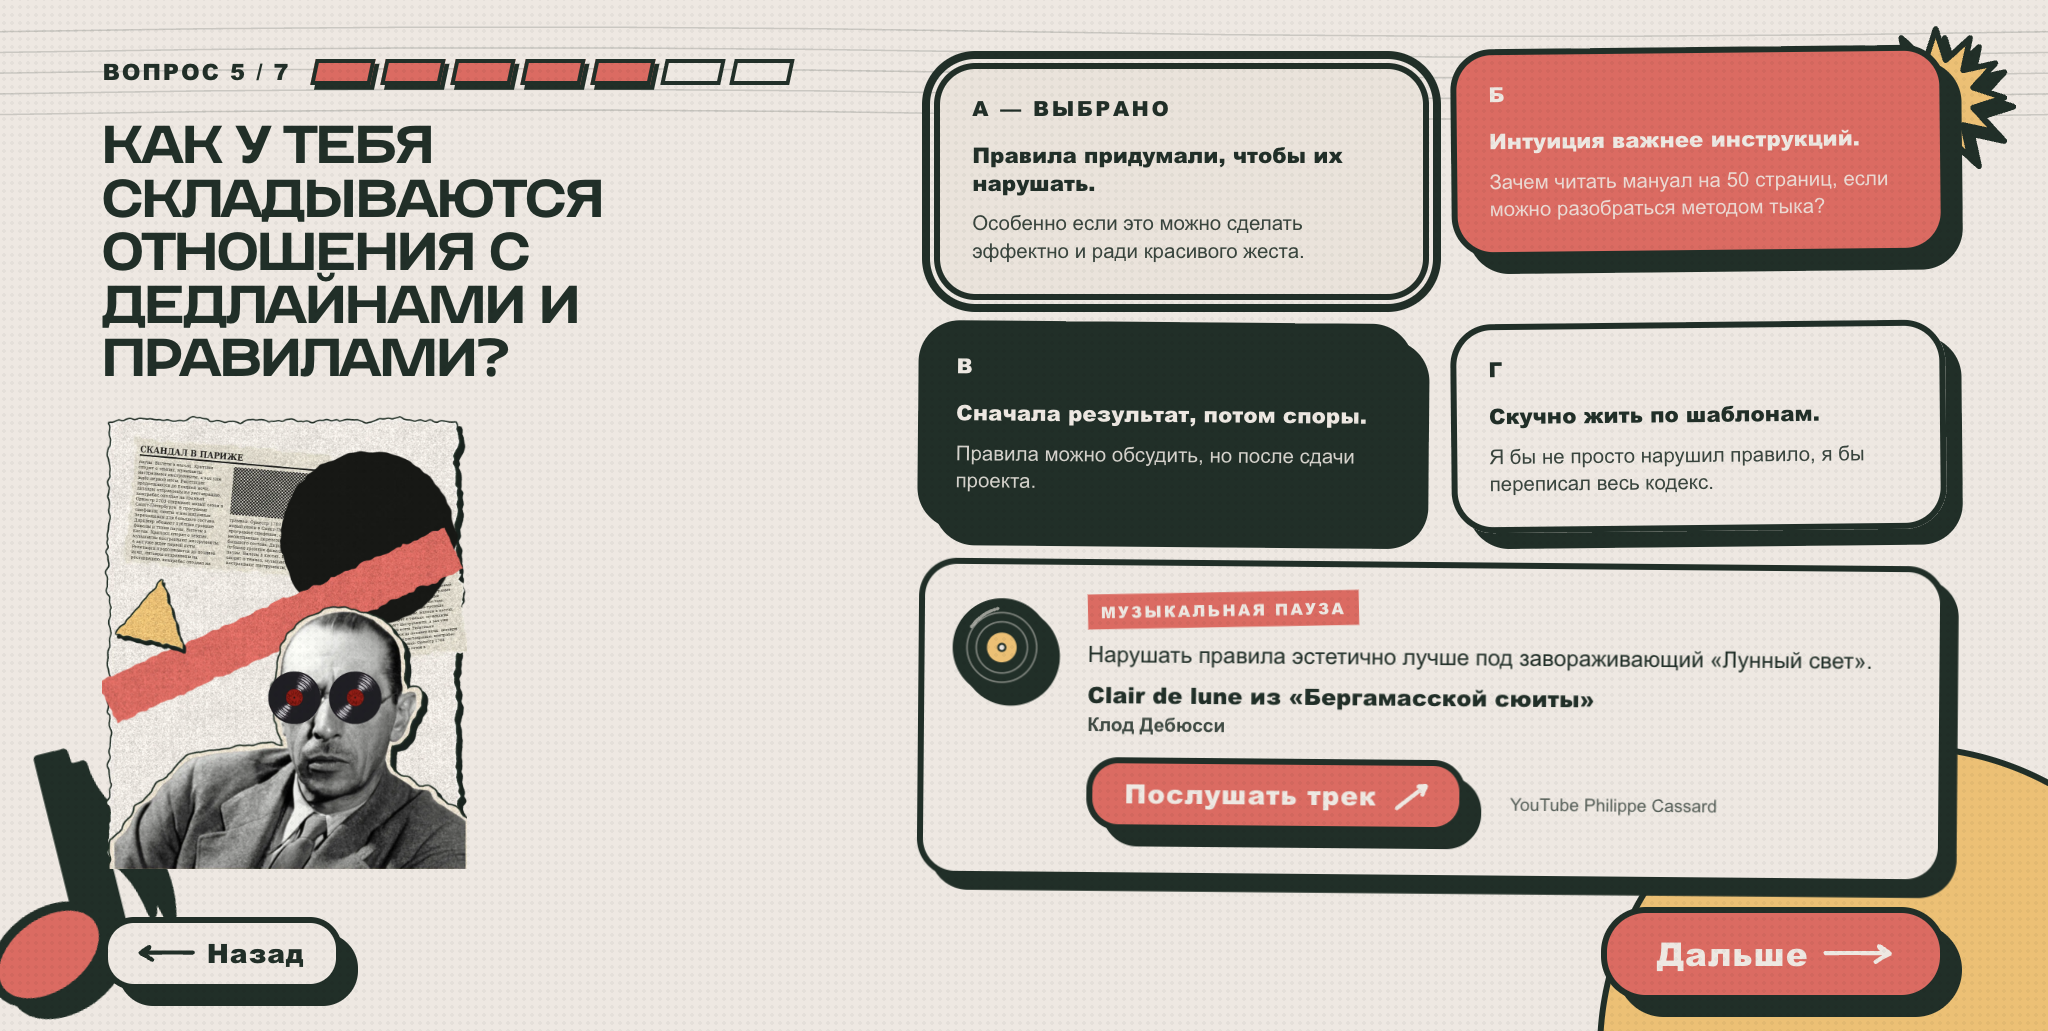 ВОПРОС 5 / 7
КАК У ТЕБЯ
СКЛАДЫВАЮТСЯ
ОТНОШЕНИЯ С
ДЕДЛАЙНАМИ И
ПРАВИЛАМИ?
СКАНДАЛ В ПАРИЖЕ
← Назад
А — ВЫБРАНО
Правила придумали, чтобы их
нарушать.
Особенно если это можно сделать
эффектно и ради красивого жеста.
Б
Интуиция важнее инструкций.
Зачем читать мануал на 50 страниц, если
можно разобраться методом тыка?
В
Сначала результат, потом споры.
Правила можно обсудить, но после сдачи
проекта.
Г
Скучно жить по шаблонам.
Я бы не просто нарушил правило, я бы
переписал весь кодекс.
МУЗЫКАЛЬНАЯ ПАУЗА
Нарушать правила эстетично лучше под завораживающий «Лунный свет».
Clair de lune из «Бергамасской сюиты»
Клод Дебюсси
Послушать трек ↗
YouTube Philippe Cassard
Дальше →